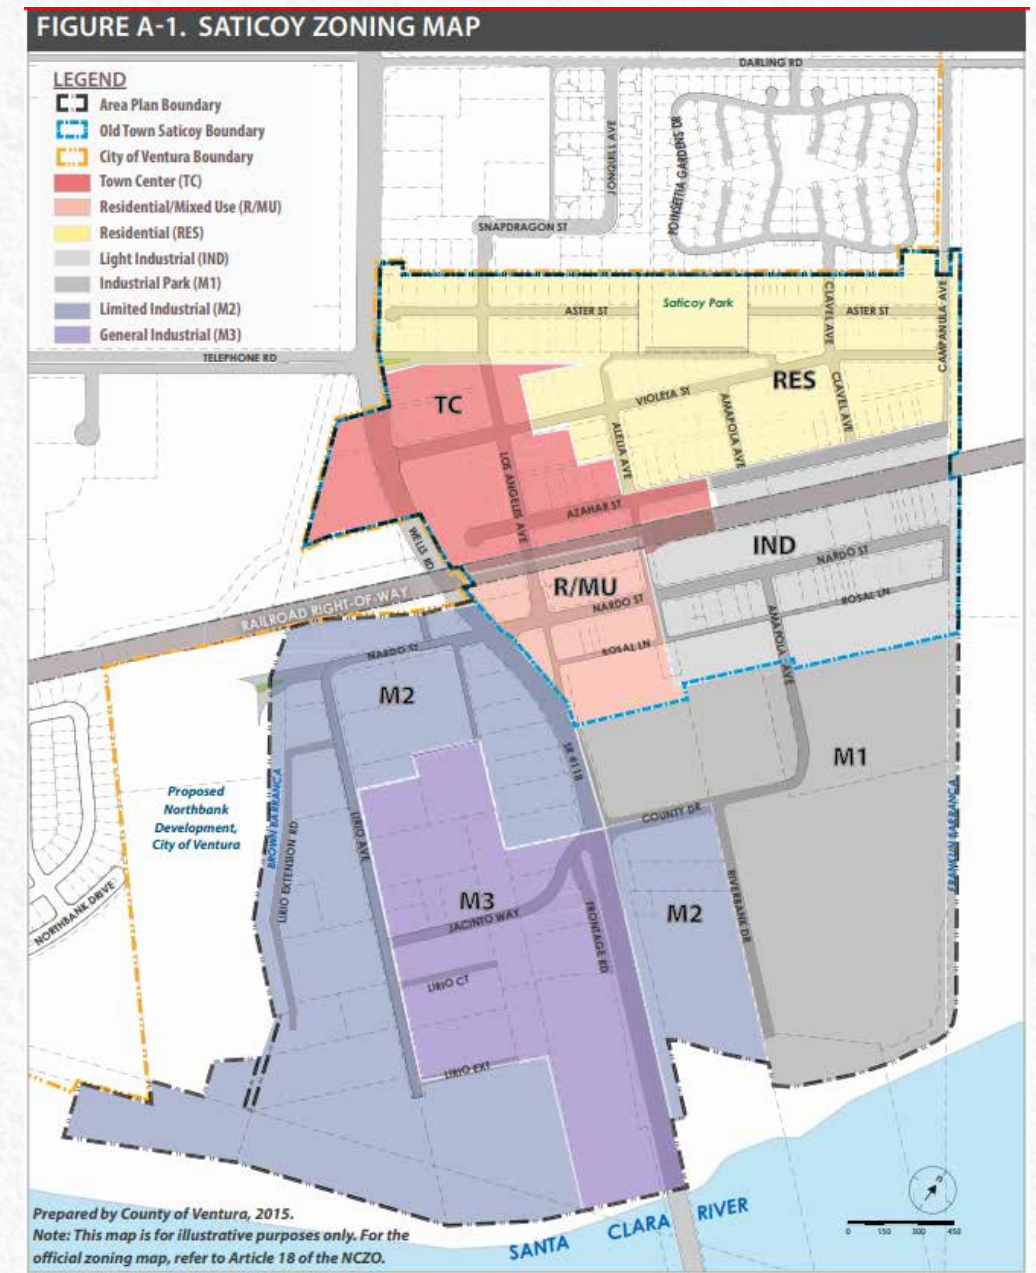 FIGURE A-1. SATICOY ZONING MAP
LEGEND
Area Plan Boundary
Old Town Saticoy Boundary
City of Ventura Boundary
Town Center (TC)
Residential/Mixed Use (R/MU)
Residential (RES)
Light Industrial (IND)
Industrial Park (M1)
Limited Industrial (M2)
General Industrial (M3)
DARLING RD
JONQUILL AVE
POINSETTIA GARDENS DR
SNAPDRAGON ST
ASTER ST
Saticoy Park
CLAVEL AVE
ASTER ST
CAMPANULA AVE
TELEPHONE RD
TC
RES
VIOLETA ST
AMAPOLA AVE
CLAVEL AVE
ALELIA AVE
LOS ANGELES AVE
AZAHAR ST
WELLS RD
IND
NARDO ST
R/MU
NARDO ST
ROSAL LN
RAILROAD RIGHT-OF-WAY
ROSAL LN
AMAPOLA AVE
NARDO ST
M2
SR #118
M1
Proposed
Northbank
Development,
City of Ventura
BROWN BARRANCA
LIRIO EXTENSION RD
LIRIO AVE
COUNTY DR
FRANKLIN BARRANCA
NORTHBANK DRIVE
M3
JACINTO WAY
FRONTAGE RD
M2
RIVERBANK DR
LIRIO CT
LIRIO EXT
SANTA CLARA RIVER
n
0 150 300 450
Prepared by County of Ventura, 2015.
Note: This map is for illustrative purposes only. For the
official zoning map, refer to Article 18 of the NCZO.